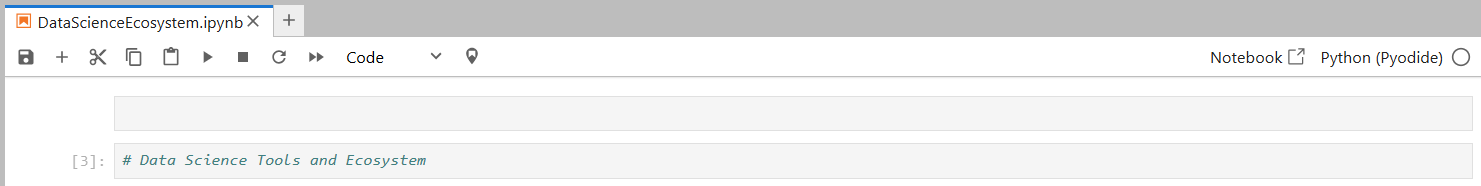 DataScienceEcosystem.ipynb
Code
Notebook
Python (Pyodide)
[3]: # Data Science Tools and Ecosystem